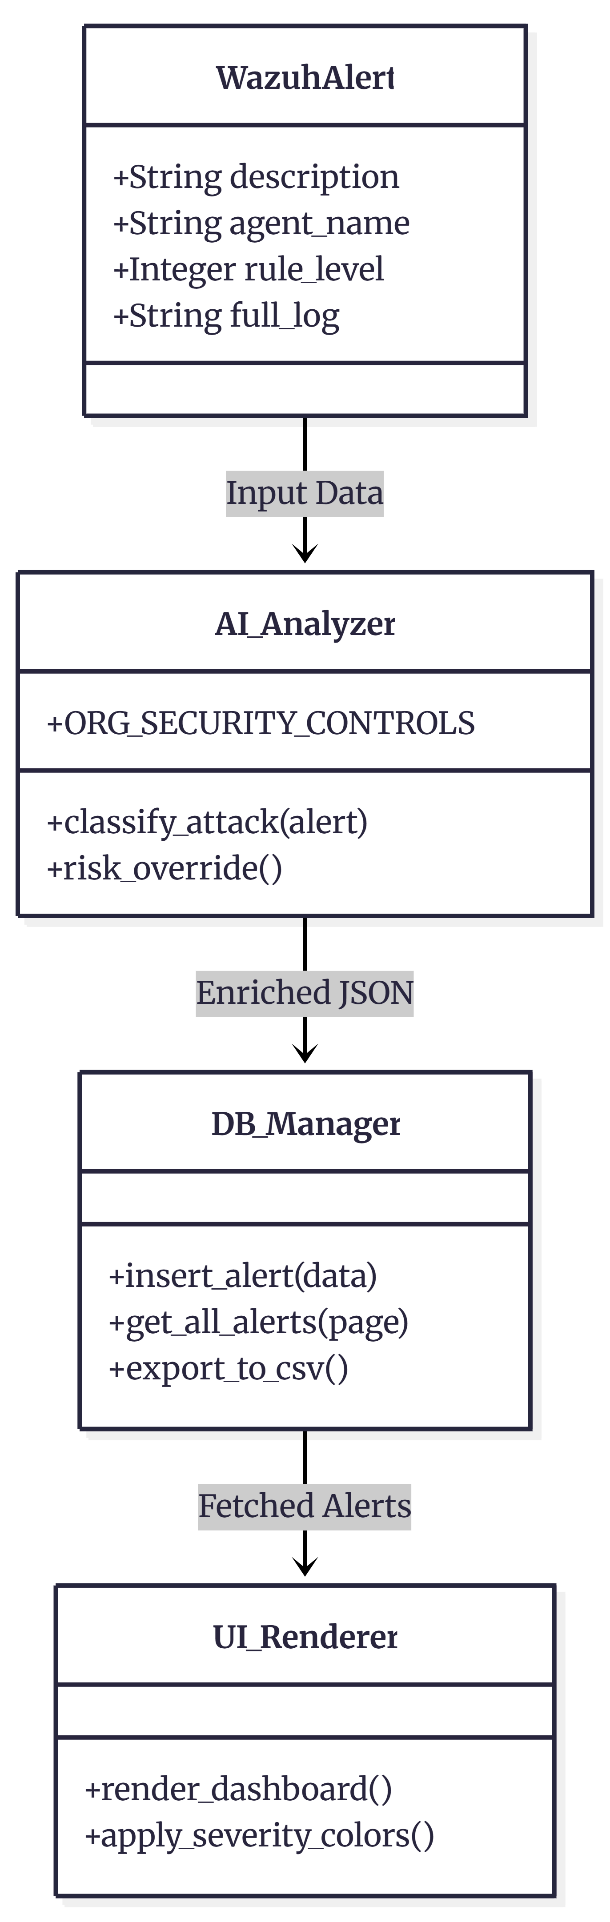 WazuhAlert
+String description
+String agent_name
+Integer rule_level
+String full_log
Input Data
AI_Analyzer
+ORG_SECURITY_CONTROLS
+classify_attack(alert)
+risk_override()
Enriched JSON
DB_Manager
+insert_alert(data)
+get_all_alerts(page)
+export_to_csv()
Fetched Alerts
UI_Renderer
+render_dashboard()
+apply_severity_colors()